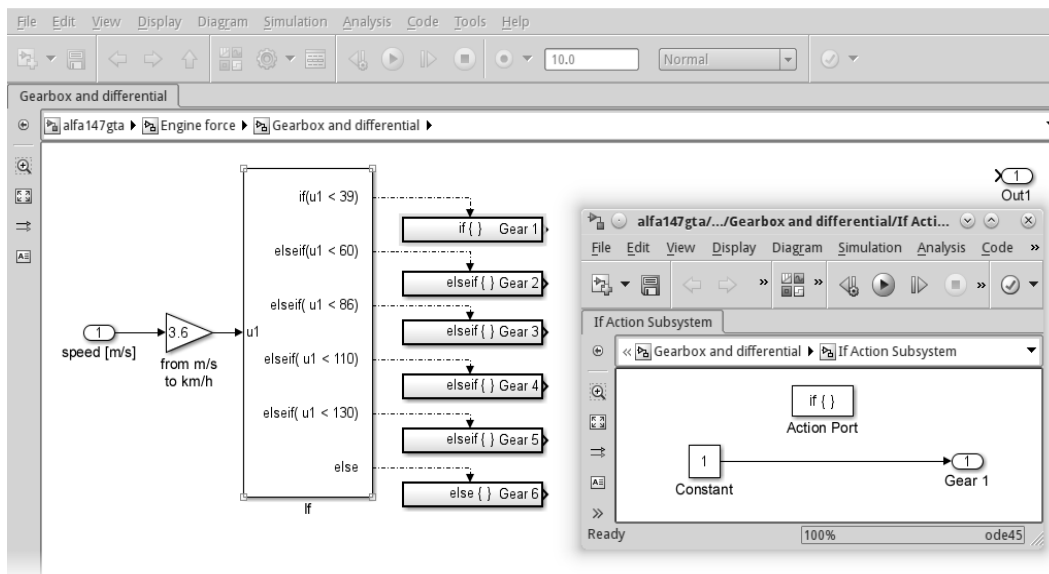 File Edit View Display Diagram Simulation Analysis Code Tools Help
10.0 Normal
Gearbox and differential
alfa147gta Engine force Gearbox and differential
1
Out1
if(u1 < 39)
if { } Gear 1
elseif(u1 < 60)
elseif { } Gear 2
elseif( u1 < 86)
elseif { } Gear 3
1
speed [m/s]
3.6
from m/s
to km/h
u1
elseif( u1 < 110)
elseif { } Gear 4
elseif( u1 < 130)
elseif { } Gear 5
else
else { } Gear 6
If
alfa147gta/.../Gearbox and differential/If Acti...
File Edit View Display Diagram Simulation Analysis Code »
» »  »
If Action Subsystem
« Gearbox and differential If Action Subsystem
if { }
Action Port
1
Constant
1
Gear 1
»
Ready 100% ode45